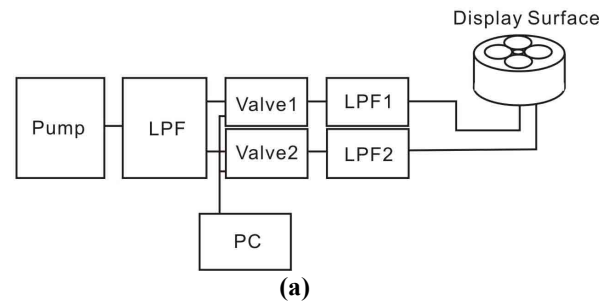 Display Surface
Pump
LPF
Valve1
LPF1
Valve2
LPF2
PC
(a)